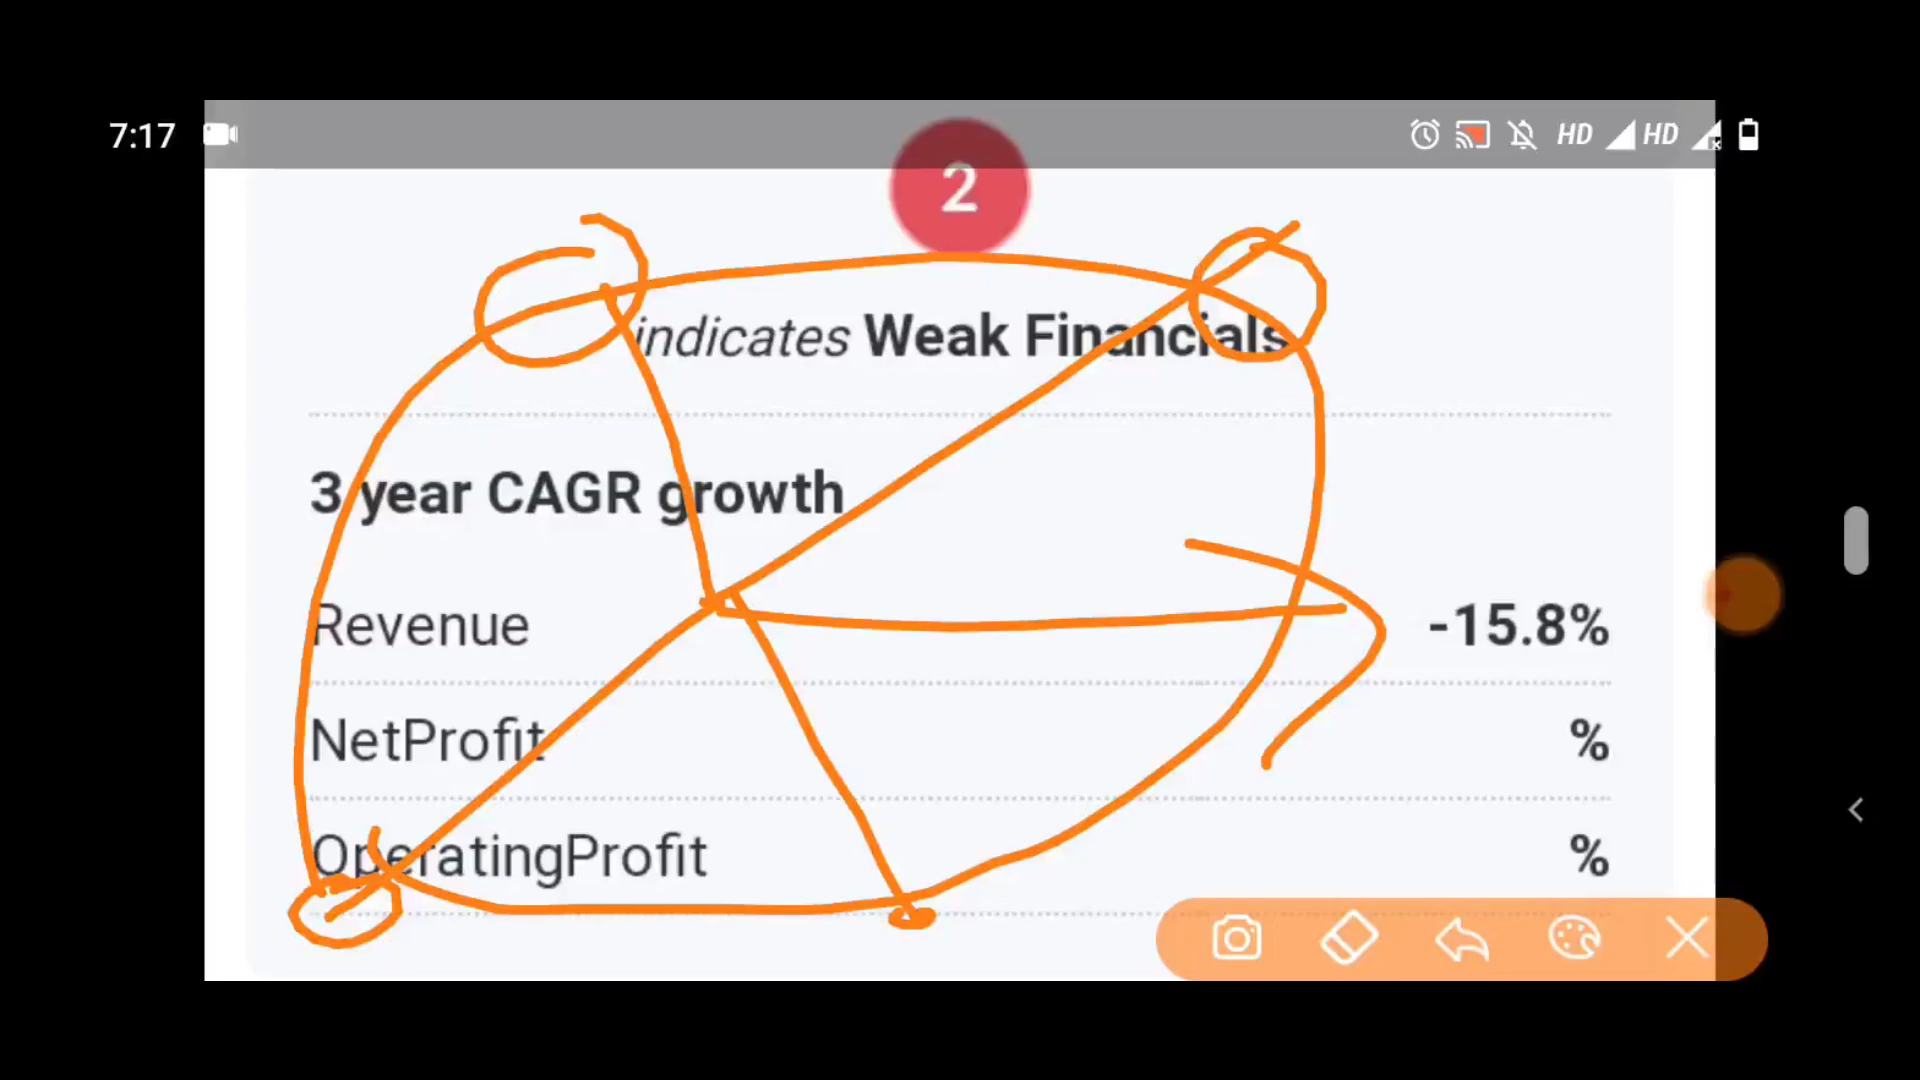 7:17 HD HD
2
indicates Weak Financials
3 year CAGR growth
Revenue -15.8%
NetProfit %
OperatingProfit %